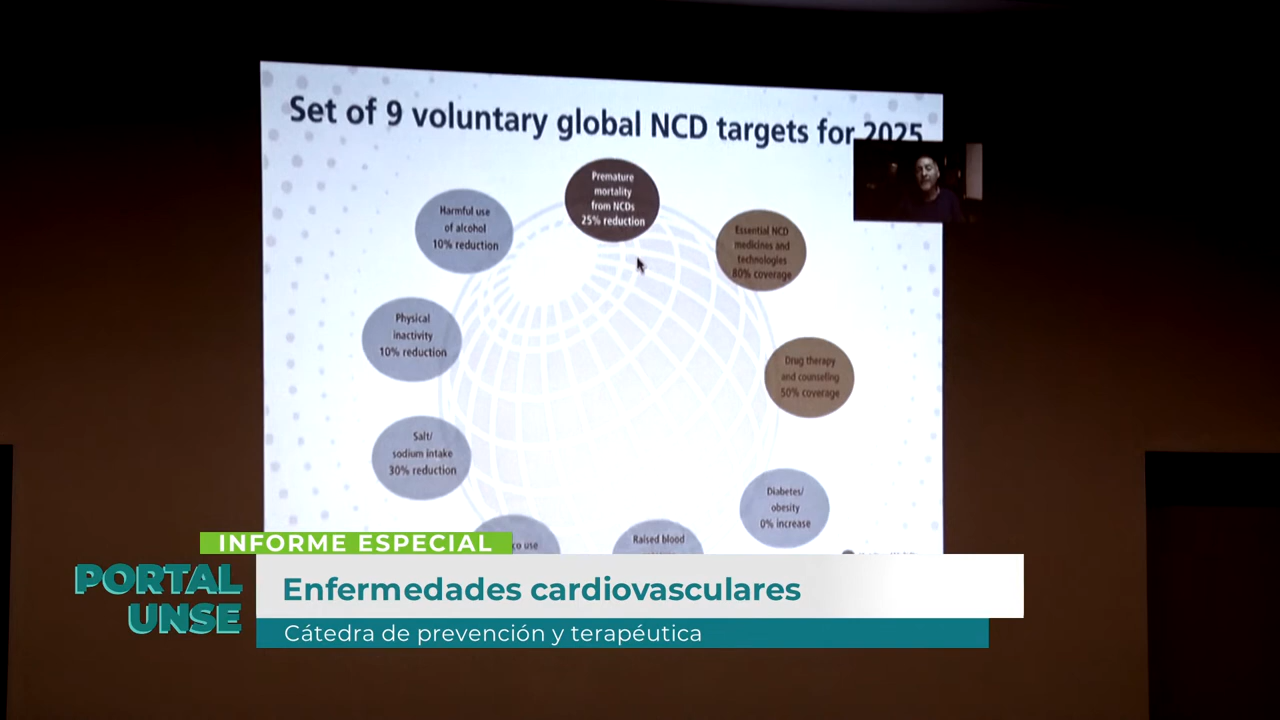 Set of 9 voluntary global NCD targets for 2025
Premature
mortality
from NCDs
25% reduction
Harmful use
of alcohol
10% reduction
Essential NCD
medicines and
technologies
80% coverage
Physical
inactivity
10% reduction
Drug therapy
and counseling
50% coverage
Salt/
sodium intake
30% reduction
Diabetes/
obesity
0% increase
co use
Raised blood
INFORME ESPECIAL
PORTAL
UNSE
Enfermedades cardiovasculares
Cátedra de prevención y terapéutica